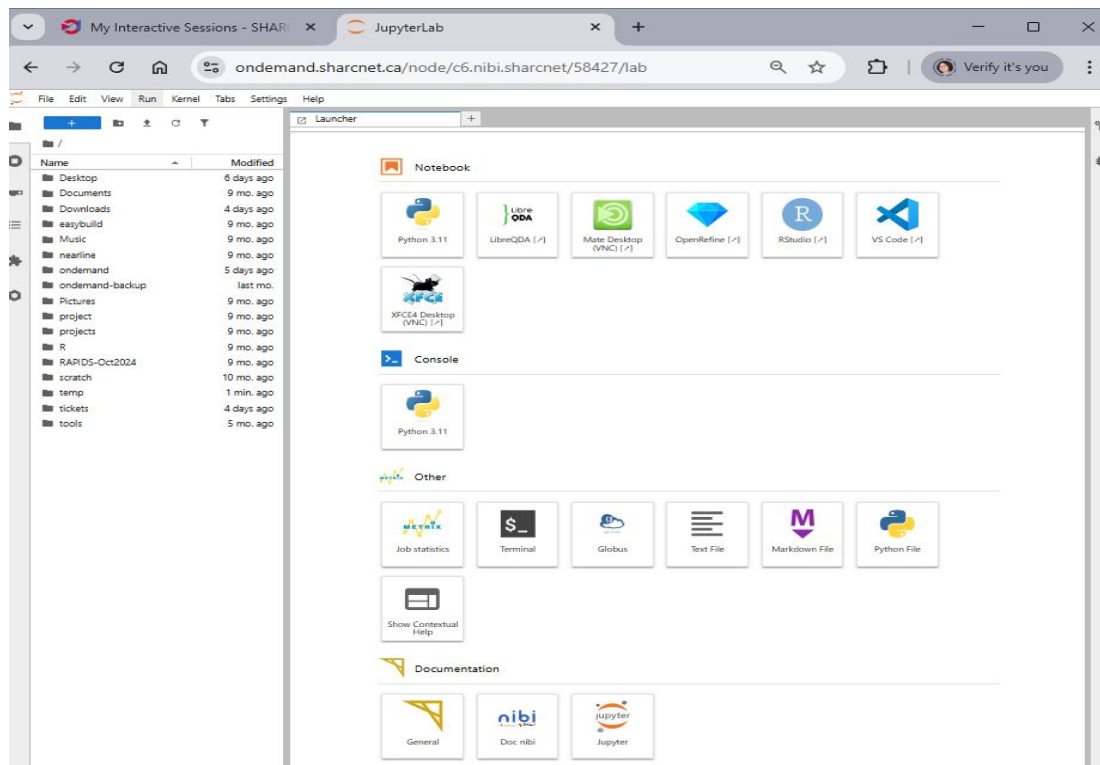 My Interactive Sessions - SHAR
JupyterLab
ondemand.sharcnet.ca/node/c6.nibi.sharcnet/58427/lab
Verify it's you
File Edit View Run Kernel Tabs Settings Help
Launcher
/
Name Modified
Desktop 6 days ago
Documents 9 mo. ago
Downloads 4 days ago
easybuild 9 mo. ago
Music 9 mo. ago
nearline 9 mo. ago
ondemand 5 days ago
ondemand-backup last mo.
Pictures 9 mo. ago
project 9 mo. ago
projects 9 mo. ago
R 9 mo. ago
RAPIDS-Oct2024 9 mo. ago
scratch 10 mo. ago
temp 1 min. ago
tickets 4 days ago
tools 5 mo. ago
Notebook
Libre
QDA
R
Python 3.11 LibreQDA [↗] Mate Desktop OpenRefine [↗] RStudio [↗] VS Code [↗]
(VNC) [↗]
XFCE
XFCE4 Desktop
(VNC) [↗]
Console
Python 3.11
METRIX Other
METRIX $_ M
Job statistics Terminal Globus Text File Markdown File Python File
Show Contextual
Help
Documentation
nibi jupyter
General Doc nibi Jupyter